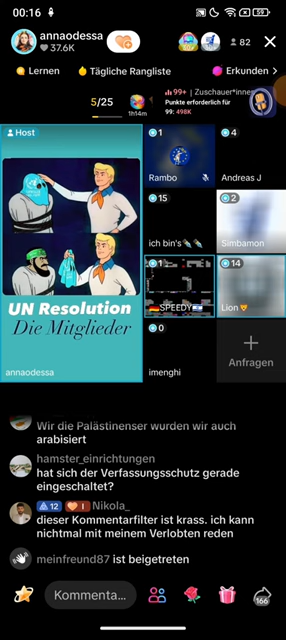 00:16
59
annaodessa
37.6K
82
Lernen
Tägliche Rangliste
Erkunden
5/25
1h14m
99+ | Zuschauer*innen
Punkte erforderlich für
99: 498K
Host
1
4
Rambo
Andreas J
15
2
ich bin's
Simbamon
UN Resolution
Die Mitglieder
1
14
SPEEDY
Lion
0
annaodessa
imenghi
Anfragen
Wir die Palästinenser wurden wir auch
arabisiert
hamster_einrichtungen
hat sich der Verfassungsschutz gerade
eingeschaltet?
12 1 Nikola_
dieser Kommentarfilter ist krass. ich kann
nichtmal mit meinem Verlobten reden
meinfreund87 ist beigetreten
Kommenta...
166